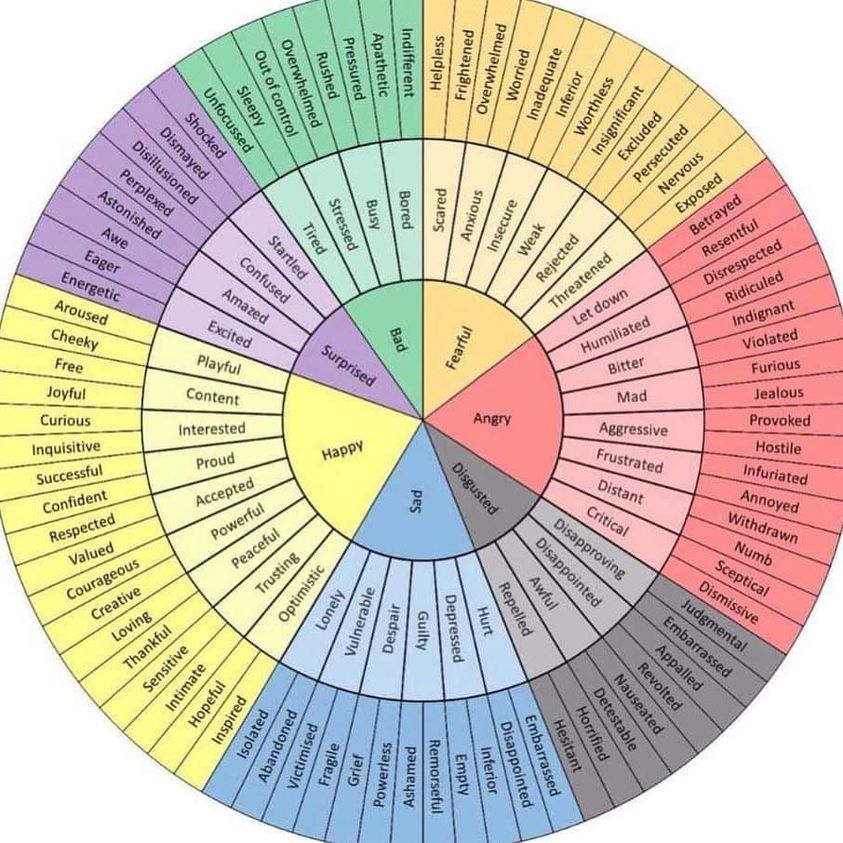 Fearful
Angry
Disgusted
Sad
Happy
Surprised
Bad
Scared
Anxious
Insecure
Weak
Rejected
Threatened
Let down
Humiliated
Bitter
Mad
Aggressive
Frustrated
Distant
Critical
Disapproving
Disappointed
Awful
Repelled
Hurt
Depressed
Guilty
Despair
Vulnerable
Lonely
Optimistic
Trusting
Peaceful
Powerful
Accepted
Proud
Interested
Content
Playful
Excited
Amazed
Confused
Startled
Tired
Stressed
Busy
Bored
Helpless
Frightened
Overwhelmed
Worried
Inadequate
Inferior
Worthless
Insignificant
Excluded
Persecuted
Nervous
Exposed
Betrayed
Resentful
Disrespected
Ridiculed
Indignant
Violated
Furious
Jealous
Provoked
Hostile
Infuriated
Annoyed
Withdrawn
Numb
Sceptical
Dismissive
Judgmental
Embarrassed
Appalled
Revolted
Nauseated
Detestable
Horrified
Hesitant
Embarrassed
Disappointed
Inferior
Empty
Remorseful
Ashamed
Powerless
Grief
Fragile
Victimised
Abandoned
Isolated
Inspired
Hopeful
Intimate
Sensitive
Thankful
Loving
Creative
Courageous
Valued
Respected
Confident
Successful
Inquisitive
Curious
Joyful
Free
Cheeky
Aroused
Energetic
Eager
Awe
Astonished
Perplexed
Disillusioned
Dismayed
Shocked
Unfocussed
Sleepy
Out of control
Overwhelmed
Rushed
Pressured
Apathetic
Indifferent